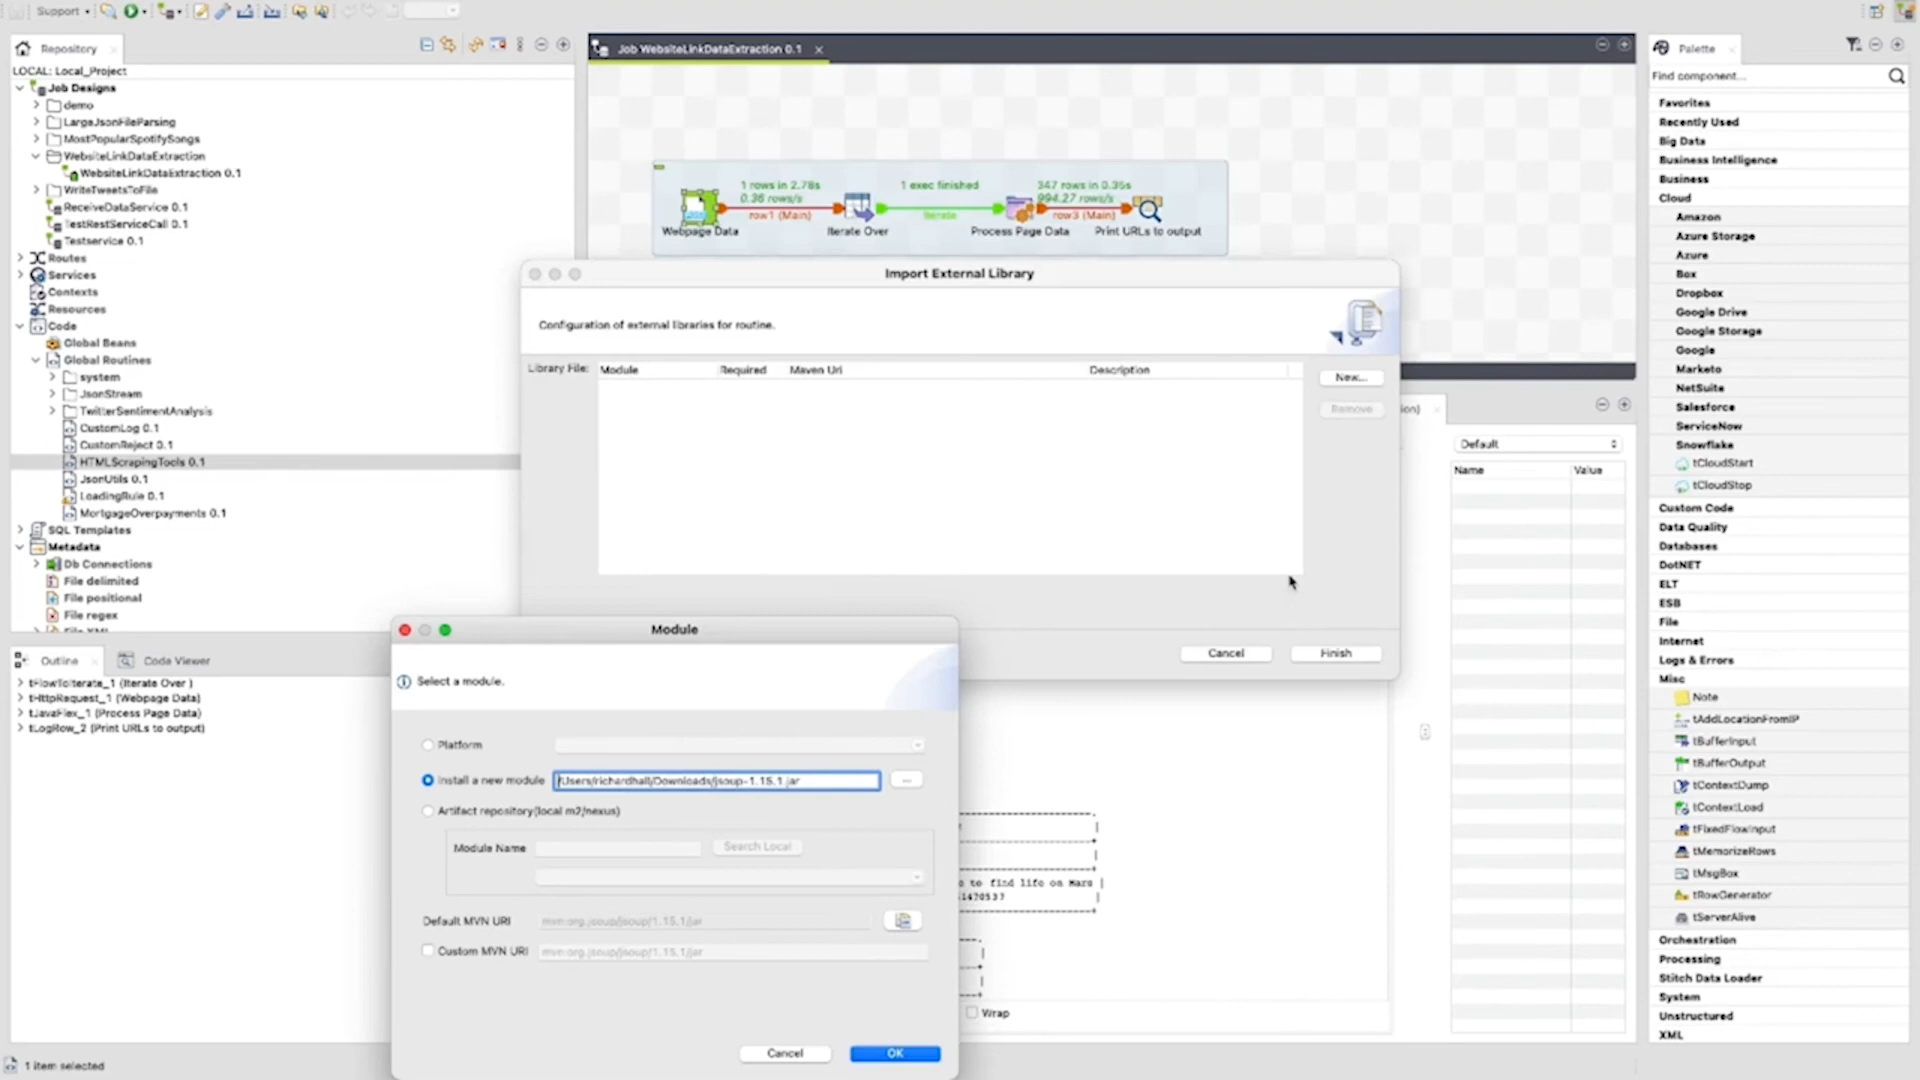 Support
Repository
LOCAL: Local_Project
Job Designs
demo
LargeJsonFileParsing
MostPopularSpotifySongs
WebsiteLinkDataExtraction
WebsiteLinkDataExtraction 0.1
WriteTweetsToFile
ReceiveDataService 0.1
TestRestServiceCall 0.1
Testservice 0.1
Routes
Services
Contexts
Resources
Code
Global Beans
Global Routines
system
JsonStream
TwitterSentimentAnalysis
CustomLog 0.1
CustomReject 0.1
HTMLScrapingTools 0.1
JsonUtils 0.1
LoadingRule 0.1
MortgageOverpayments 0.1
SQL Templates
Metadata
Db Connections
File delimited
File positional
File regex
File XML
Outline
Code Viewer
tFlowToIterate_1 (Iterate Over )
tHttpRequest_1 (Webpage Data)
tJavaFlex_1 (Process Page Data)
tLogRow_2 (Print URLs to output)
1 item selected
Job WebsiteLinkDataExtraction 0.1
1 rows in 2.78s
0.36 rows/s
row1 (Main)
1 exec finished
Iterate
347 rows in 0.35s
994.27 rows/s
row3 (Main)
Webpage Data
Iterate Over
Process Page Data
Print URLs to output
Import External Library
Configuration of external libraries for routine.
Library File:
Module
Required
Maven Uri
Description
New...
Remove
Cancel
Finish
Module
Select a module.
Platform
Install a new module
/Users/richardhall/Downloads/jsoup-1.15.1.jar
...
Artifact repository(local m2/nexus)
Module Name
Search Local
Default MVN URI
mvn:org.jsoup/jsoup/1.15.1/jar
Custom MVN URI
mvn:org.jsoup/jsoup/1.15.1/jar
Cancel
OK
to find life on Mars |
Wrap
ion)
Default
Name
Value
Palette
Find component...
Favorites
Recently Used
Big Data
Business Intelligence
Business
Cloud
Amazon
Azure Storage
Azure
Box
Dropbox
Google Drive
Google Storage
Google
Marketo
NetSuite
Salesforce
ServiceNow
Snowflake
tCloudStart
tCloudStop
Custom Code
Data Quality
Databases
DotNET
ELT
ESB
File
Internet
Logs & Errors
Misc
Note
tAddLocationFromIP
tBufferInput
tBufferOutput
tContextDump
tContextLoad
tFixedFlowInput
tMemorizeRows
tMsgBox
tRowGenerator
tServerAlive
Orchestration
Processing
Stitch Data Loader
System
Unstructured
XML